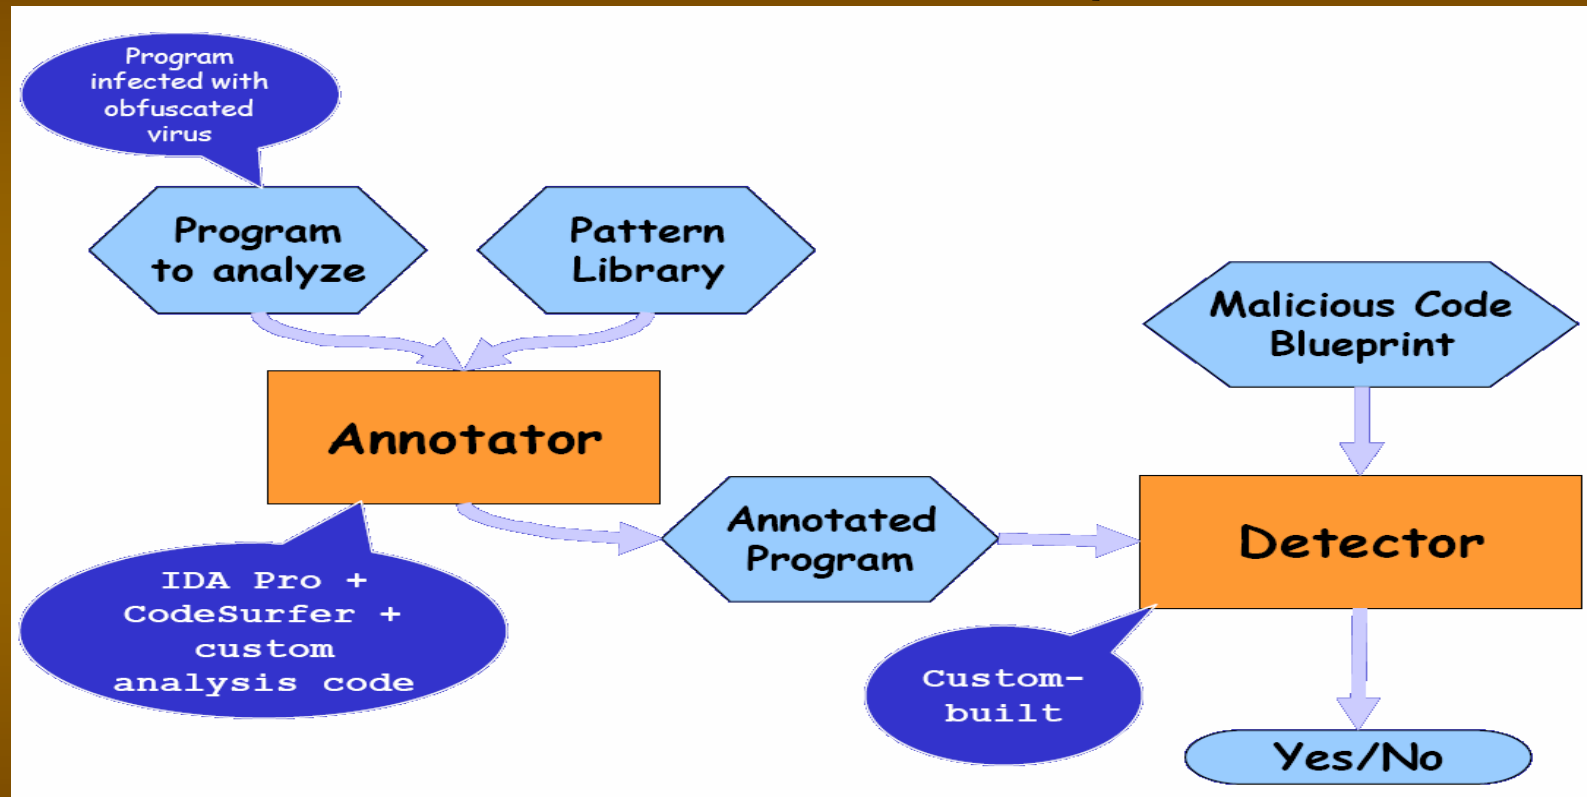 Program
infected with
obfuscated
virus
Program
to analyze
Pattern
Library
Malicious Code
Blueprint
Annotator
Annotated
Program
Detector
IDA Pro +
CodeSurfer +
custom
analysis code
Custom-
built
Yes/No